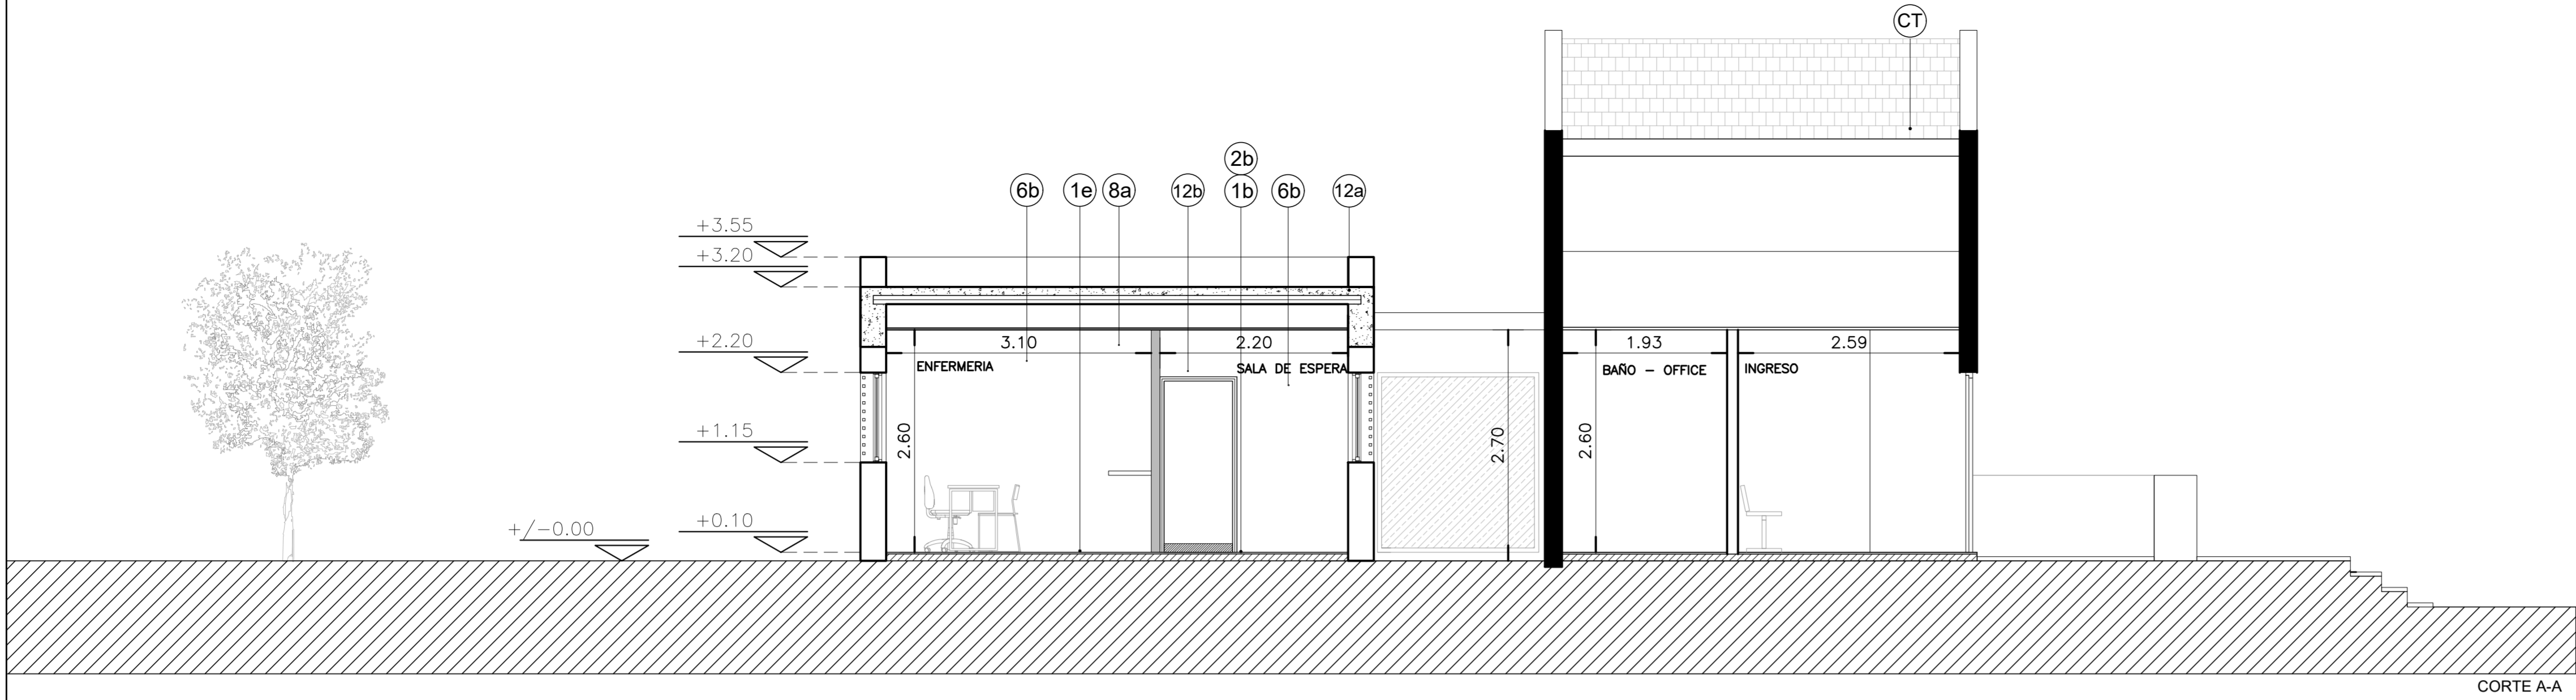 CT
2b
6b
1e
8a
12b
1b
6b
12a
+3.55
+3.20
+2.20
+1.15
+0.10
+/-0.00
3.10
2.20
1.93
2.59
ENFERMERIA
SALA DE ESPERA
BAÑO - OFFICE
INGRESO
2.60
2.70
2.60
CORTE A-A